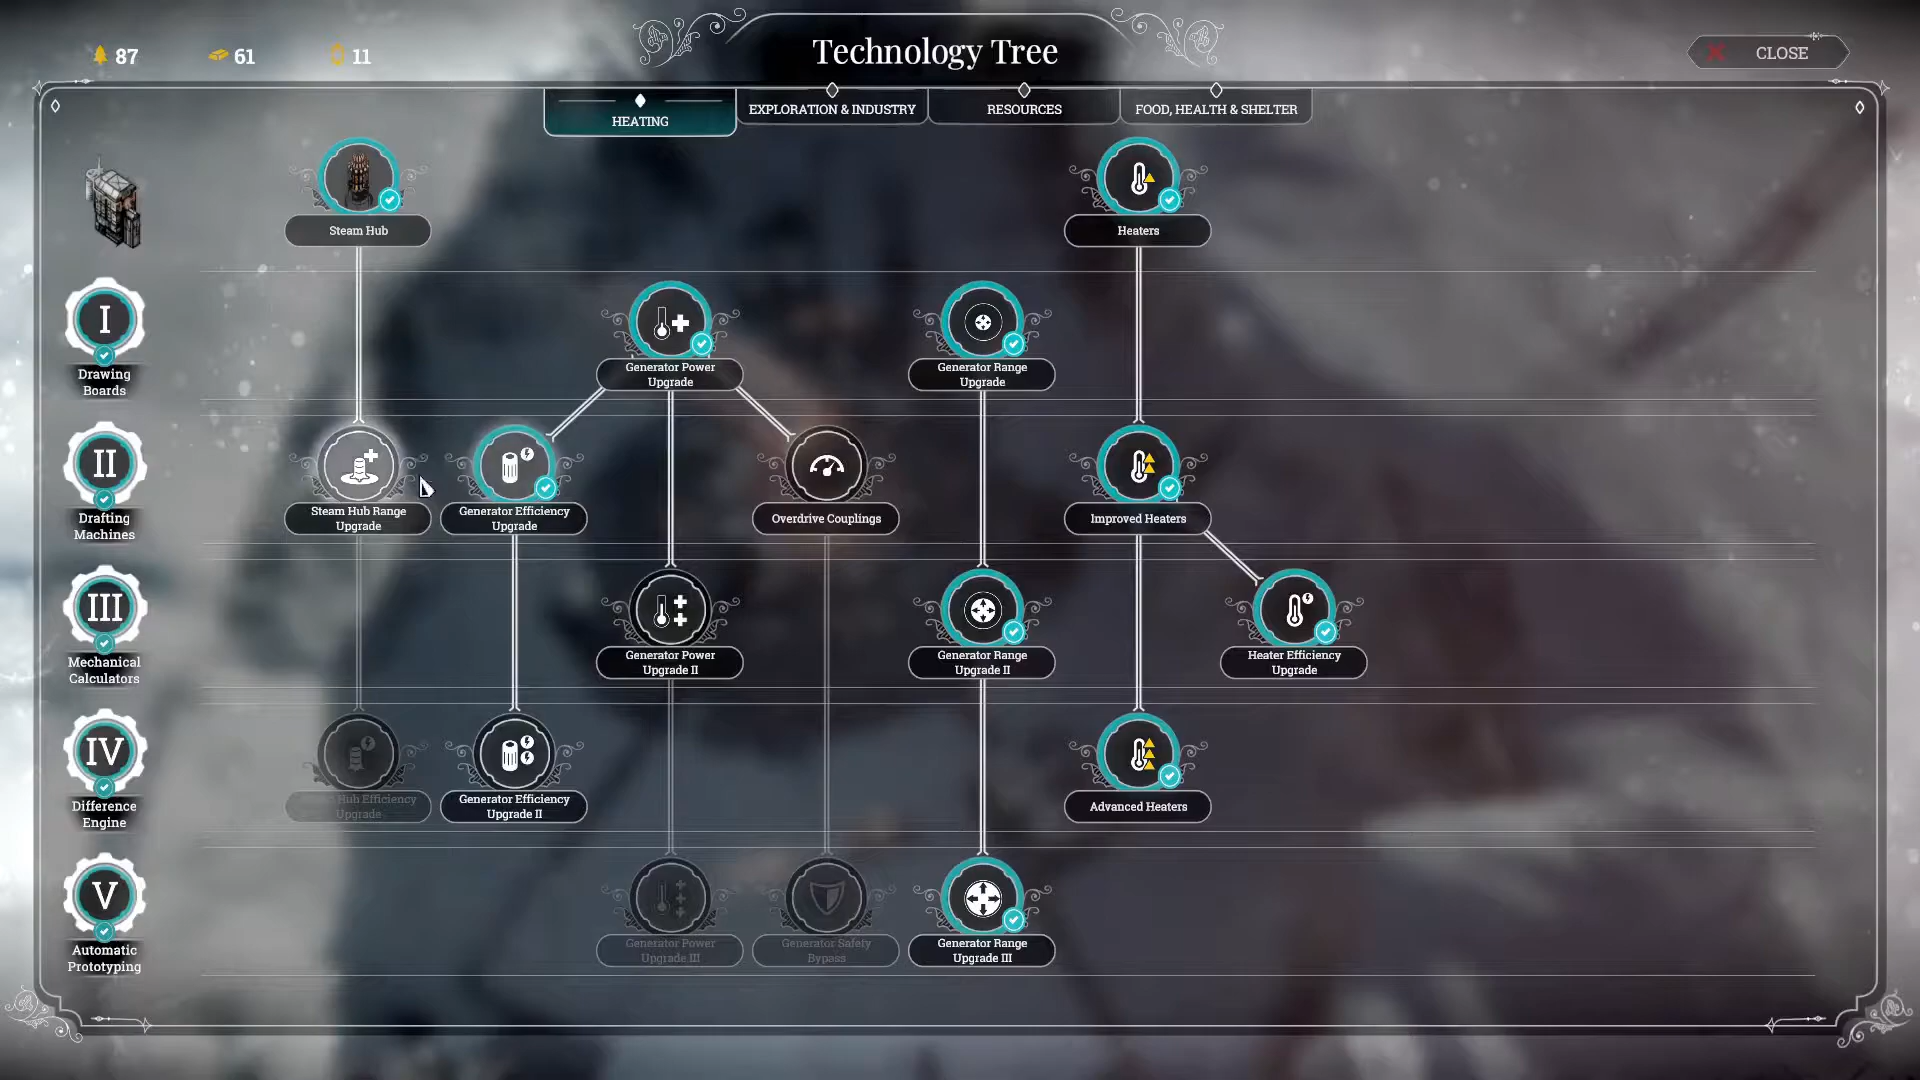 87
61
11
Technology Tree
CLOSE
HEATING
EXPLORATION & INDUSTRY
RESOURCES
FOOD, HEALTH & SHELTER
Steam Hub
Heaters
I
Drawing
Boards
Generator Power
Upgrade
Generator Range
Upgrade
II
Drafting
Machines
Steam Hub Range
Upgrade
Generator Efficiency
Upgrade
Overdrive Couplings
Improved Heaters
III
Mechanical
Calculators
Generator Power
Upgrade II
Generator Range
Upgrade II
Heater Efficiency
Upgrade
IV
Difference
Engine
Hub Efficiency
Upgrade
Generator Efficiency
Upgrade II
Advanced Heaters
V
Automatic
Prototyping
Generator Power
Upgrade III
Generator Safety
Bypass
Generator Range
Upgrade III